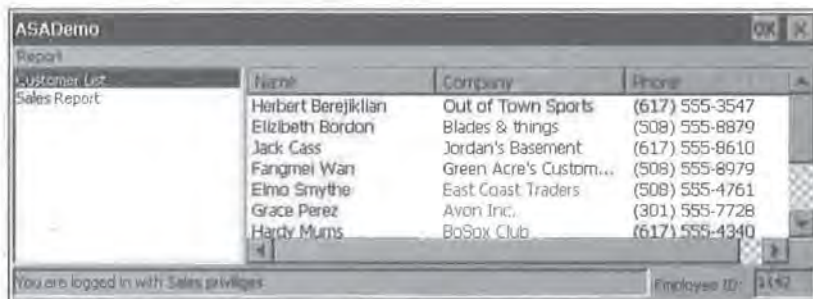 ASADemo OK X
Report
Customer List
Sales Report
Name Company Phone
Herbert Berejiklian Out of Town Sports (617) 555-3547
Elizibeth Bordon Blades & things (508) 555-8879
Jack Cass Jordan's Basement (617) 555-8610
Fangmei Wan Green Acre's Custom... (508) 555-8979
Elmo Smythe East Coast Traders (508) 555-4761
Grace Perez Avon Inc. (301) 555-7728
Hardy Mums BoSox Club (617) 555-4340
You are logged in with Sales priviliges Employee ID: